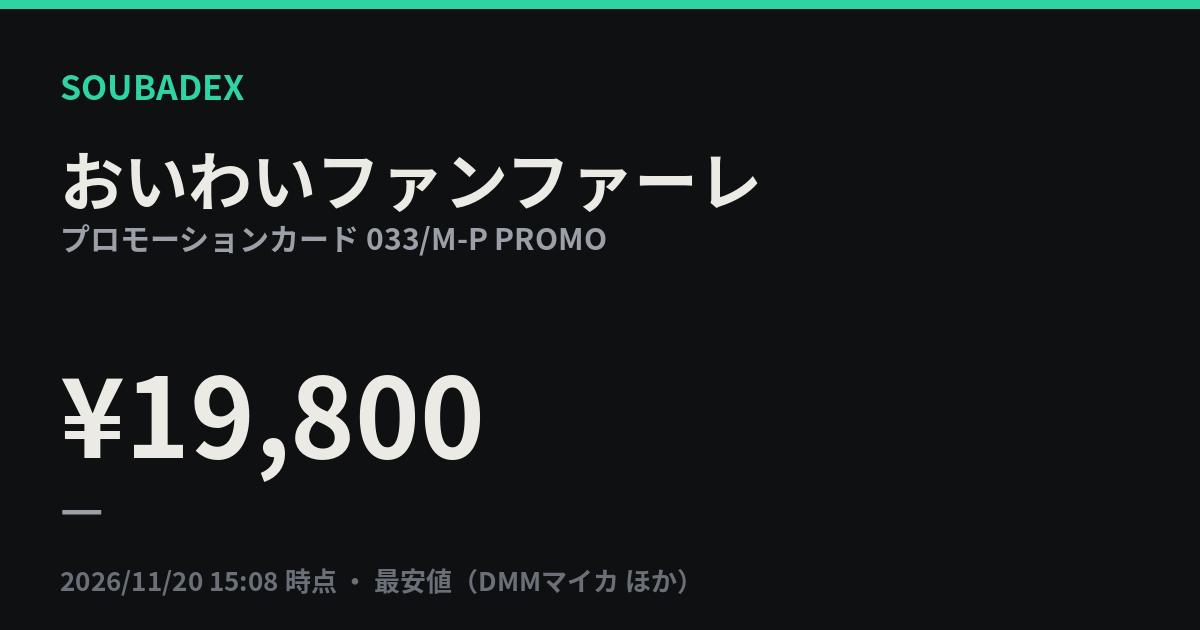 SOUBADEX
おいわいファンファーレ
プロモーションカード 033/M-P PROMO
¥19,800
—
2026/11/20 15:08 時点 ・ 最安値（DMMマイカ ほか）